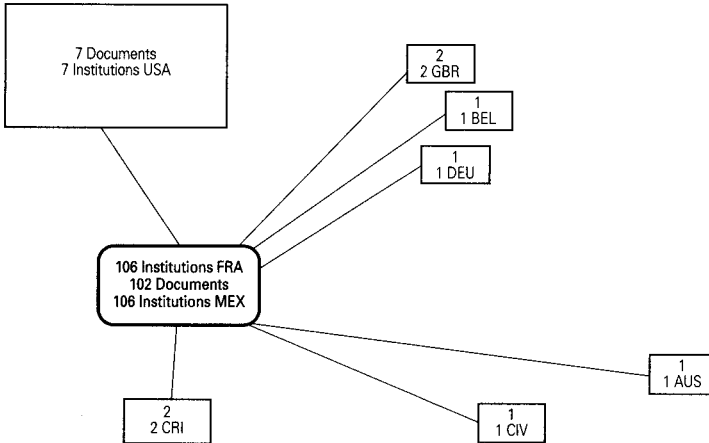 7 Documents
7 Institutions USA
2
2 GBR
1
1 BEL
1
1 DEU
106 Institutions FRA
102 Documents
106 Institutions MEX
1
1 AUS
2
2 CRI
1
1 CIV